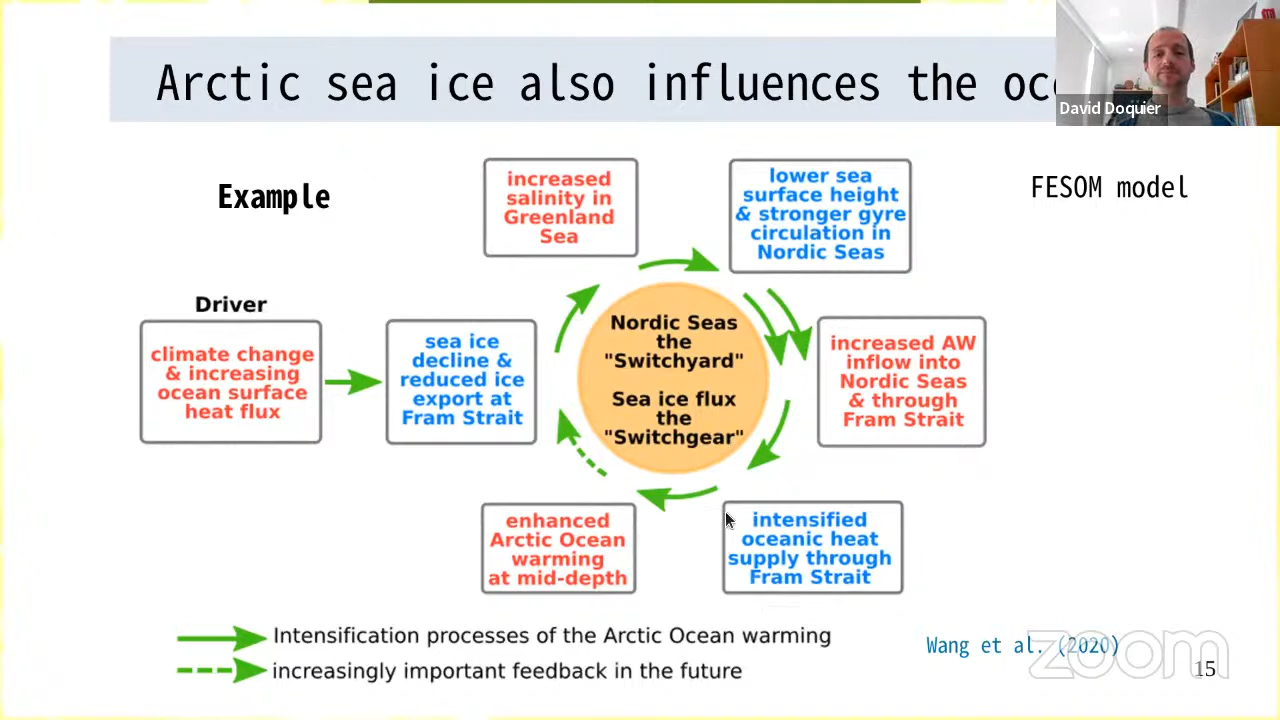 Arctic sea ice also influences the oc
David Doquier
Example
FESOM model
increased
salinity in
Greenland
Sea
lower sea
surface height
& stronger gyre
circulation in
Nordic Seas
Driver
climate change
& increasing
ocean surface
heat flux
sea ice
decline &
reduced ice
export at
Fram Strait
Nordic Seas
the
"Switchyard"
Sea ice flux
the
"Switchgear"
increased AW
inflow into
Nordic Seas
& through
Fram Strait
enhanced
Arctic Ocean
warming
at mid-depth
intensified
oceanic heat
supply through
Fram Strait
Intensification processes of the Arctic Ocean warming
increasingly important feedback in the future
Wang et al. (2020)
zoom
15